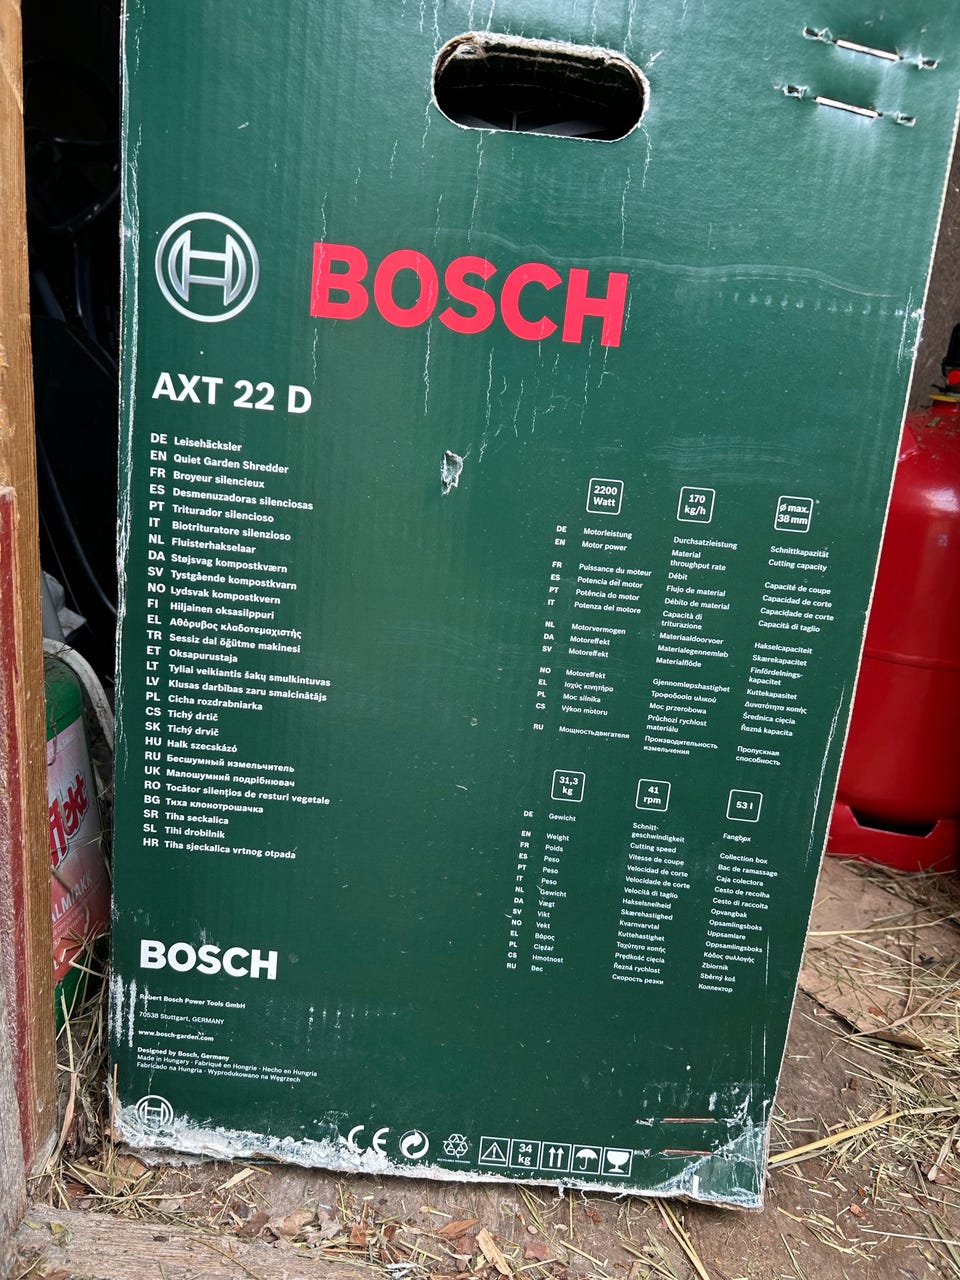 BOSCH
AXT 22 D
DE Leisehäcksler
EN Quiet Garden Shredder
FR Broyeur silencieux
ES Desmenuzadoras silenciosas
PT Triturador silencioso
IT Biotrituratore silenzioso
NL Fluisterhakselaar
DA Støjsvag kompostkværn
SV Tystgående kompostkvarn
NO Lydsvak kompostkvern
FI Hiljainen oksasilppuri
EL Αθόρυβος κλαδοτεμαχιστής
TR Sessiz dal öğütme makinesi
ET Oksapurustaja
LT Tyliai veikiantis šakų smulkintuvas
LV Klusas darbibas zaru smalcinātājs
PL Cicha rozdrabniarka
CS Tichý drtič
SK Tichý drvič
HU Halk szecskázó
RU Бесшумный измельчитель
UK Малошумний подрібнювач
RO Tocător silenţios de resturi vegetale
BG Тиха клонотрошачка
SR Tiha seckalica
SL Tihi drobilnik
HR Tiha sjeckalica vrtnog otpada
2200 Watt
DE Motorleistung
EN Motor power
FR Puissance du moteur
ES Potencia del motor
PT Potência do motor
IT Potenza del motore
NL Motorvermogen
DA Motoreffekt
SV Motoreffekt
NO Motoreffekt
EL Ισχύς κινητήρα
PL Moc silnika
CS Výkon motoru
RU Мощностьдвигателя
170 kg/h
Durchsatzleistung
Material
throughput rate
Débit
Flujo de material
Débito de material
Capacità di
triturazione
Materiaaldoorvoer
Materialegennemløb
Materialflöde
Gjennomløpshastighet
Τροφοδοσία υλικού
Moc przerobowa
Průchozí rychlost
materiálu
Производительность
измельчения
Ø max.
38 mm
Schnittkapazität
Cutting capacity
Capacité de coupe
Capacidad de corte
Capacidade de corte
Capacità di taglio
Hakselcapaciteit
Skærekapacitet
Finfördelnings-
kapacitet
Kuttekapasitet
Δυνατότητα κοπής
Średnica cięcia
Řezná kapacita
Пропускная
способность
31,3
kg
DE Gewicht
EN Weight
FR Poids
ES Peso
PT Peso
IT Peso
NL Gewicht
DA Vægt
SV Vikt
NO Vekt
EL Βάρος
PL Ciężar
CS Hmotnost
RU Вес
41
rpm
Schnitt-
geschwindigkeit
Cutting speed
Vitesse de coupe
Velocidad de corte
Velocidade de corte
Velocità di taglio
Hakselsnelheid
Skærehastighed
Kvarnvarvtal
Kuttehastighet
Ταχύτητα κοπής
Prędkość cięcia
Řezná rychlost
Скорость резки
53 l
Fangbox
Collection box
Bac de ramassage
Caja colectora
Cesto de recolha
Cesto di raccolta
Opvangbak
Opsamlingsboks
Uppsamlare
Oppsamlingsboks
Κάδος συλλογής
Zbiornik
Sběrný koš
Коллектор
BOSCH
Robert Bosch Power Tools GmbH
70538 Stuttgart, GERMANY
www.bosch-garden.com
Designed by Bosch, Germany
Made in Hungary · Fabriqué en Hongrie · Hecho en Hungría
Fabricado na Hungria · Wyprodukowano na Węgrzech
CE
34
kg